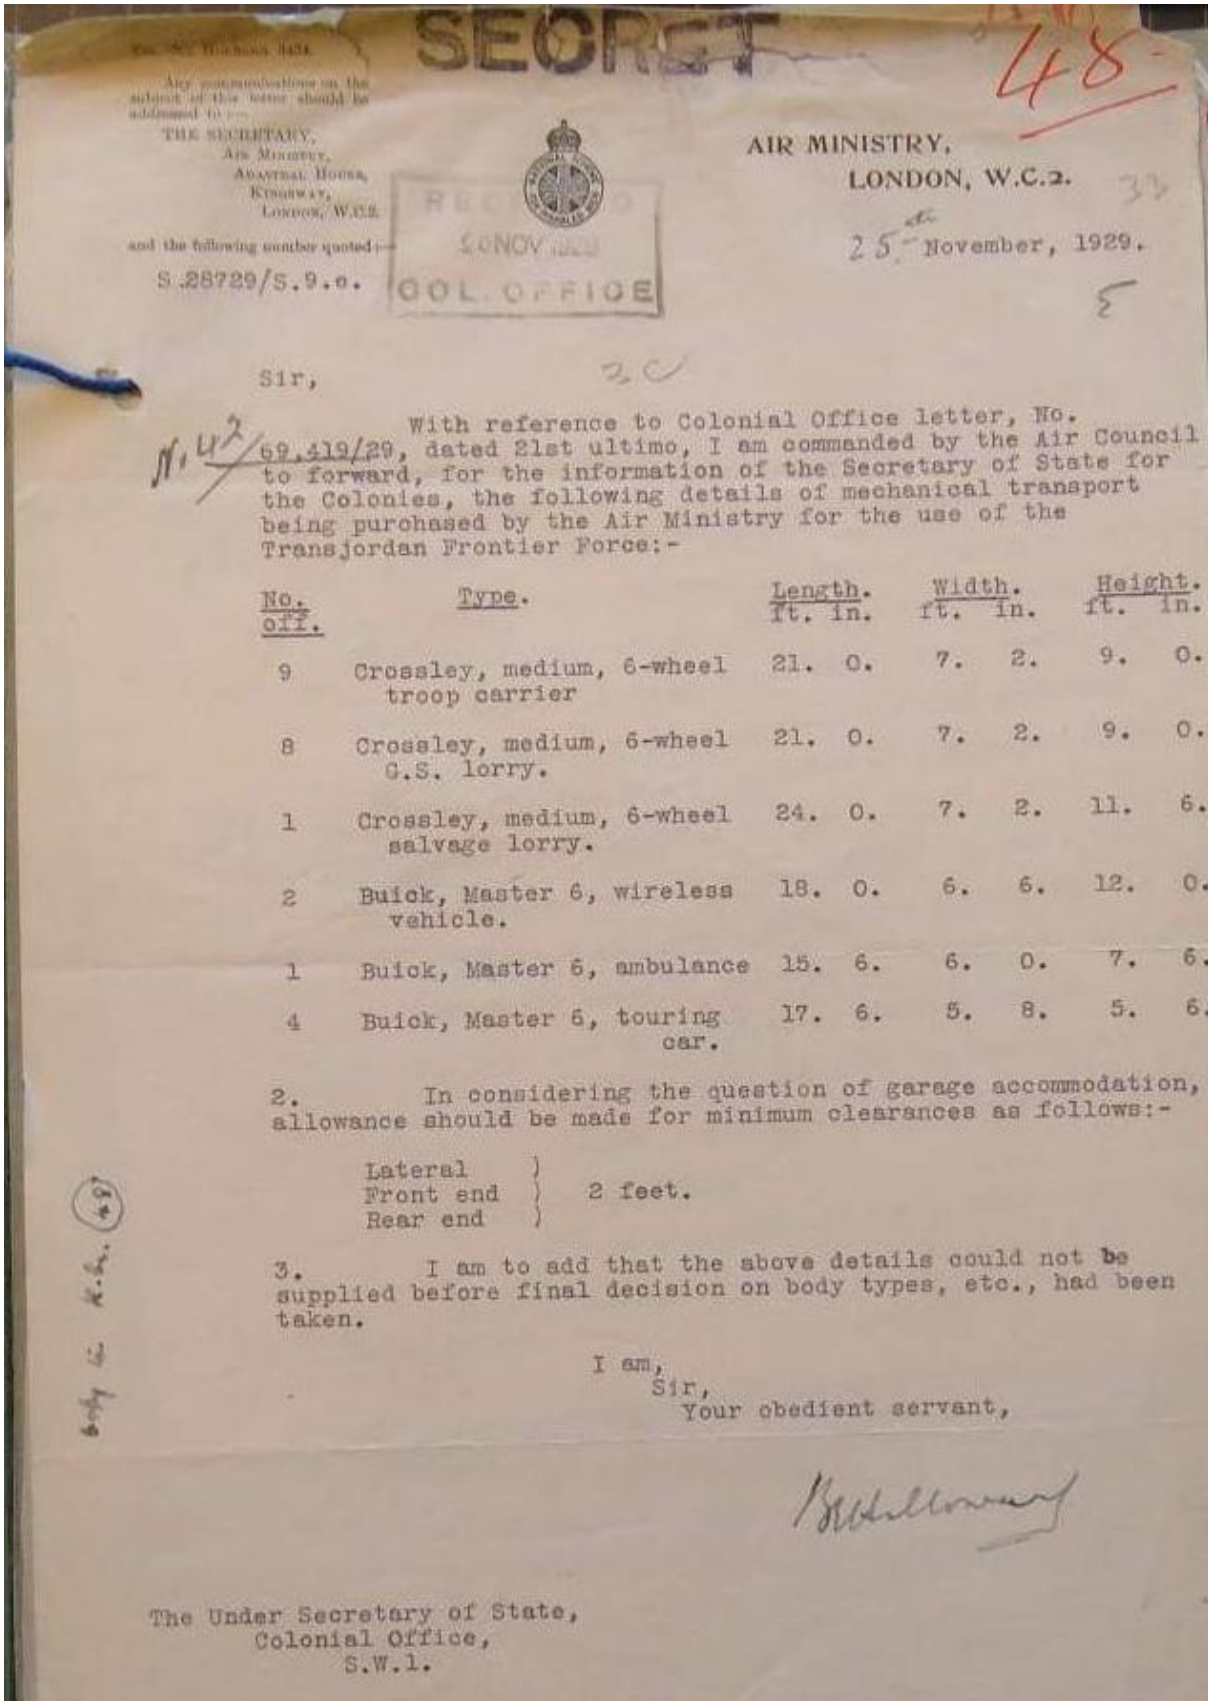 SECRET
48
Any communications on the
subject of this letter should be
addressed to :—
THE SECRETARY,
AIR MINISTRY,
ADASTRAL HOUSE,
KINGSWAY,
LONDON, W.C.2.
and the following number quoted :—
S.28729/S.9.e.
COL. OFFICE
AIR MINISTRY,
LONDON, W.C.2.
33
25th November, 1929.
Sir,
With reference to Colonial Office letter, No.
69,419/29, dated 21st ultimo, I am commanded by the Air Council
to forward, for the information of the Secretary of State for
the Colonies, the following details of mechanical transport
being purchased by the Air Ministry for the use of the
Transjordan Frontier Force:-
No. off. Type. Length. Width. Height.
ft. in. ft. in. ft. in.
9 Crossley, medium, 6-wheel 21. 0. 7. 2. 9. 0.
troop carrier
8 Crossley, medium, 6-wheel 21. 0. 7. 2. 9. 0.
G.S. lorry.
1 Crossley, medium, 6-wheel 24. 0. 7. 2. 11. 6.
salvage lorry.
2 Buick, Master 6, wireless 18. 0. 6. 6. 12. 0.
vehicle.
1 Buick, Master 6, ambulance 15. 6. 6. 0. 7. 6.
4 Buick, Master 6, touring 17. 6. 5. 8. 5. 6.
car.
2. In considering the question of garage accommodation,
allowance should be made for minimum clearances as follows:-
Lateral )
Front end ) 2 feet.
Rear end )
3. I am to add that the above details could not be
supplied before final decision on body types, etc., had been
taken.
I am,
Sir,
Your obedient servant,
The Under Secretary of State,
Colonial Office,
S.W.1.